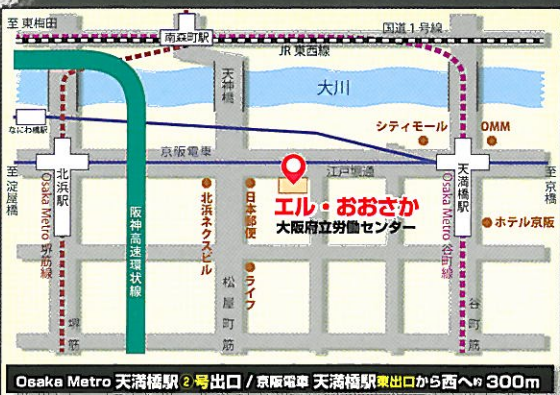 至東梅田
南森町駅
国道1号線
JR東西線
天神橋
大川
なにわ橋駅
シティモール
OMM
京阪電車
江戸堀通
至淀屋橋
北浜駅
天満橋駅
至京橋
Osaka Metro 堺筋線
阪神高速環状線
北浜ネクスビル
日本郵便
エル・おおさか
大阪府立労働センター
Osaka Metro 谷町線
ホテル京阪
ライフ
堺筋
松屋町筋
谷町筋
Osaka Metro 天満橋駅②号出口 / 京阪電車 天満橋駅東出口から西へ約300m